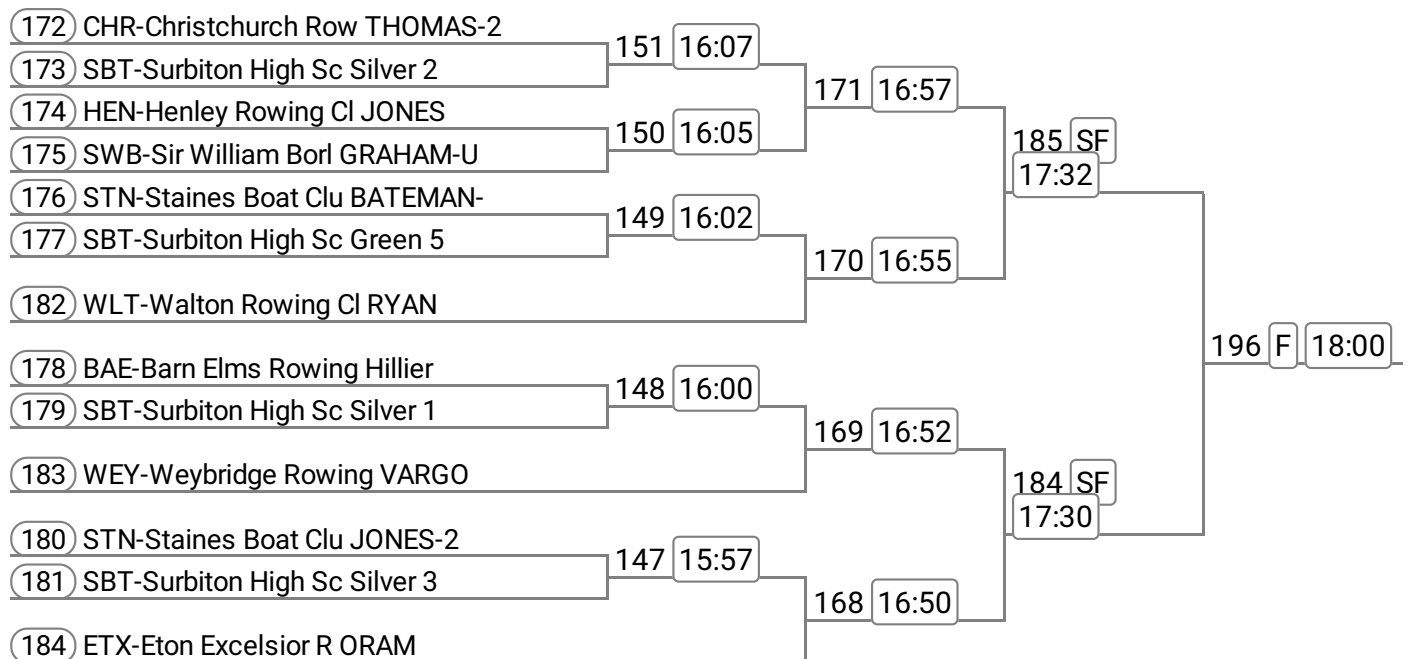 172 CHR-Christchurch Row THOMAS-2
151 16:07
173 SBT-Surbiton High Sc Silver 2
171 16:57
174 HEN-Henley Rowing Cl JONES
150 16:05
185 SF
175 SWB-Sir William Borl GRAHAM-U
17:32
176 STN-Staines Boat Clu BATEMAN-
149 16:02
177 SBT-Surbiton High Sc Green 5
170 16:55
182 WLT-Walton Rowing Cl RYAN
196 F 18:00
178 BAE-Barn Elms Rowing Hillier
148 16:00
179 SBT-Surbiton High Sc Silver 1
169 16:52
183 WEY-Weybridge Rowing VARGO
184 SF
17:30
180 STN-Staines Boat Clu JONES-2
147 15:57
181 SBT-Surbiton High Sc Silver 3
168 16:50
184 ETX-Eton Excelsior R ORAM